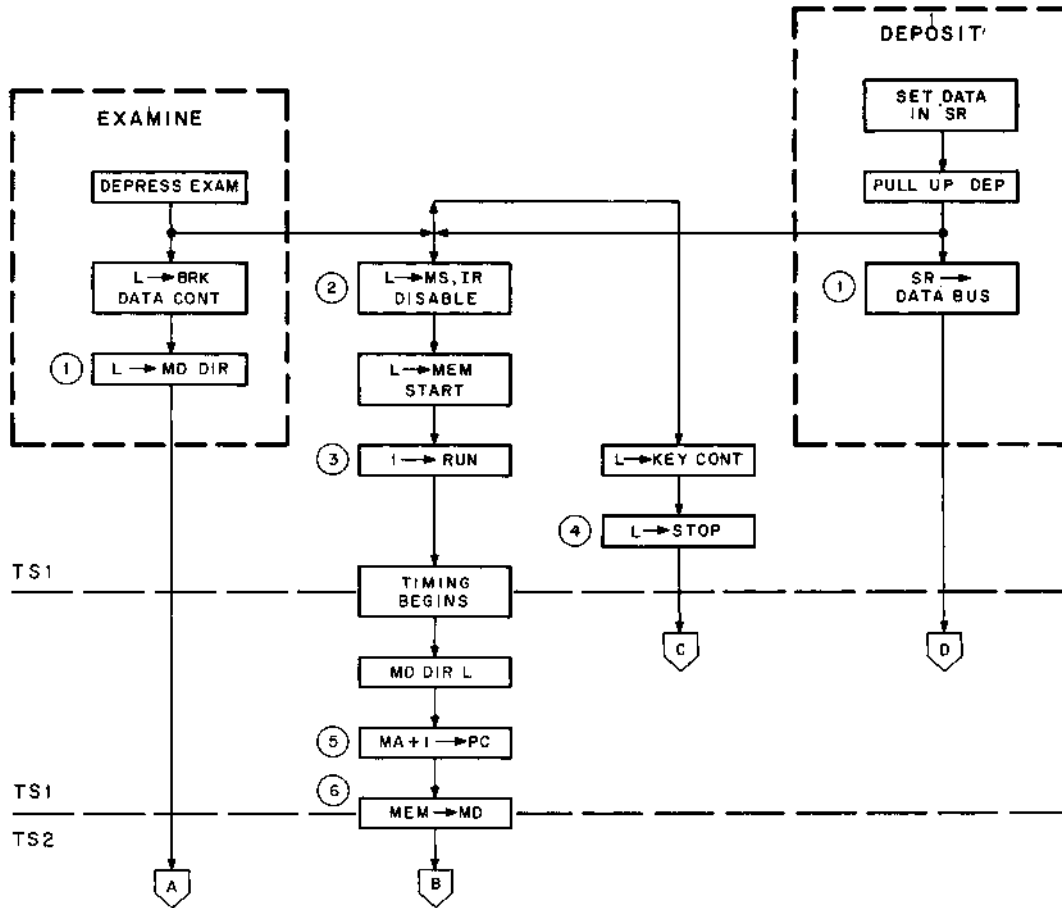 DEPOSIT
SET DATA
IN SR
EXAMINE
DEPRESS EXAM
PULL UP DEP
L→BRK
DATA CONT
2
L→MS, IR
DISABLE
1
SR→
DATA BUS
1
L→MD DIR
L→MEM
START
3
1→RUN
L→KEY CONT
4
L→STOP
TS1
TIMING
BEGINS
C
D
MD DIR L
5
MA+1→PC
TS1
6
MEM→MD
TS2
A
B